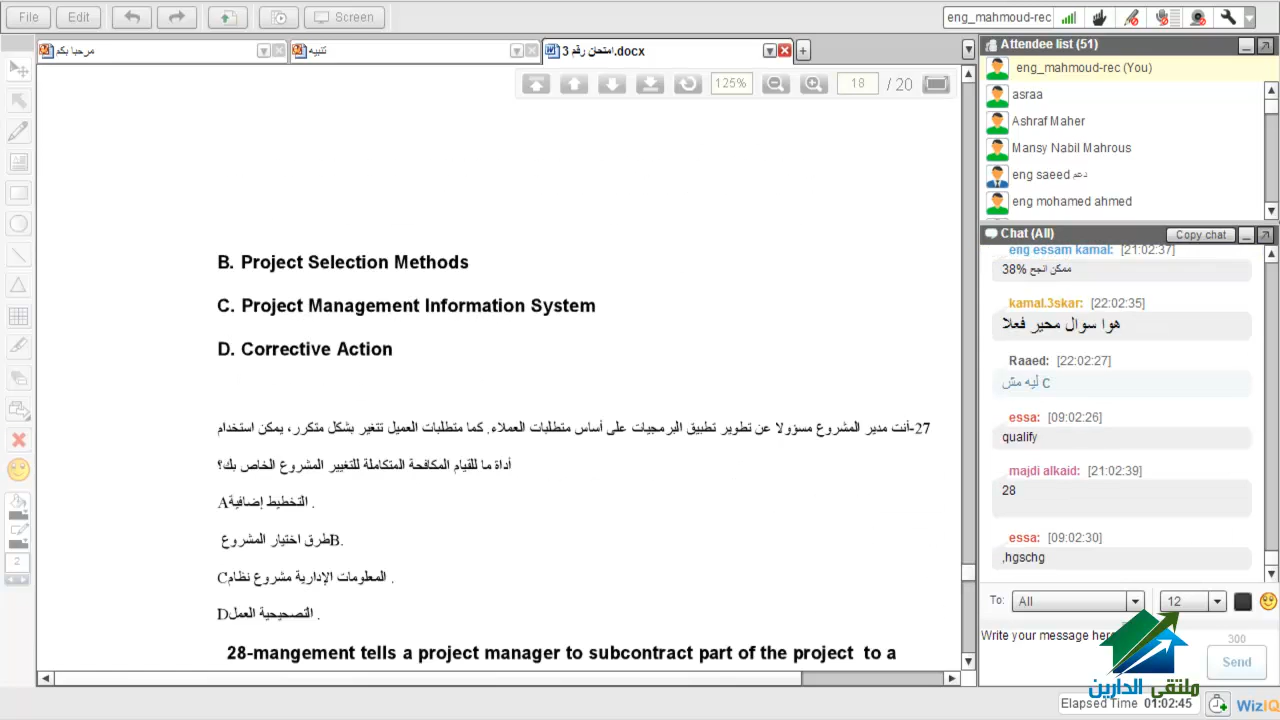 File Edit Screen
eng_mahmoud-rec
مرحبا بكم
تنبيه
امتحان رقم 3.docx
125% 18 / 20
B. Project Selection Methods
C. Project Management Information System
D. Corrective Action
27-أنت مدير المشروع مسؤولا عن تطوير تطبيق البرمجيات على أساس متطلبات العملاء. كما متطلبات العميل تتغير بشكل متكرر، يمكن استخدام
أداة ما للقيام المكافحة المتكاملة للتغيير المشروع الخاص بك؟
Aالتخطيط إضافية .
طرق اختيار المشروعB.
Cالمعلومات الإدارية مشروع نظام .
Dالتصحيحية العمل .
28-mangement tells a project manager to subcontract part of the project to a
2
Attendee list (51)
eng_mahmoud-rec (You)
asraa
Ashraf Maher
Mansy Nabil Mahrous
eng saeed دعم
eng mohamed ahmed
Chat (All) Copy chat
eng essam kamal: [21:02:37]
38% ممكن انجح
kamal.3skar: [22:02:35]
هوا سوال محير فعلا
Raaed: [22:02:27]
ليه مش C
essa: [09:02:26]
qualify
majdi alkaid: [21:02:39]
28
essa: [09:02:30]
,hgschg
To: All 12
Write your message here
300
Send
ملتقى الدارين
Elapsed Time 01:02:45
WizIQ